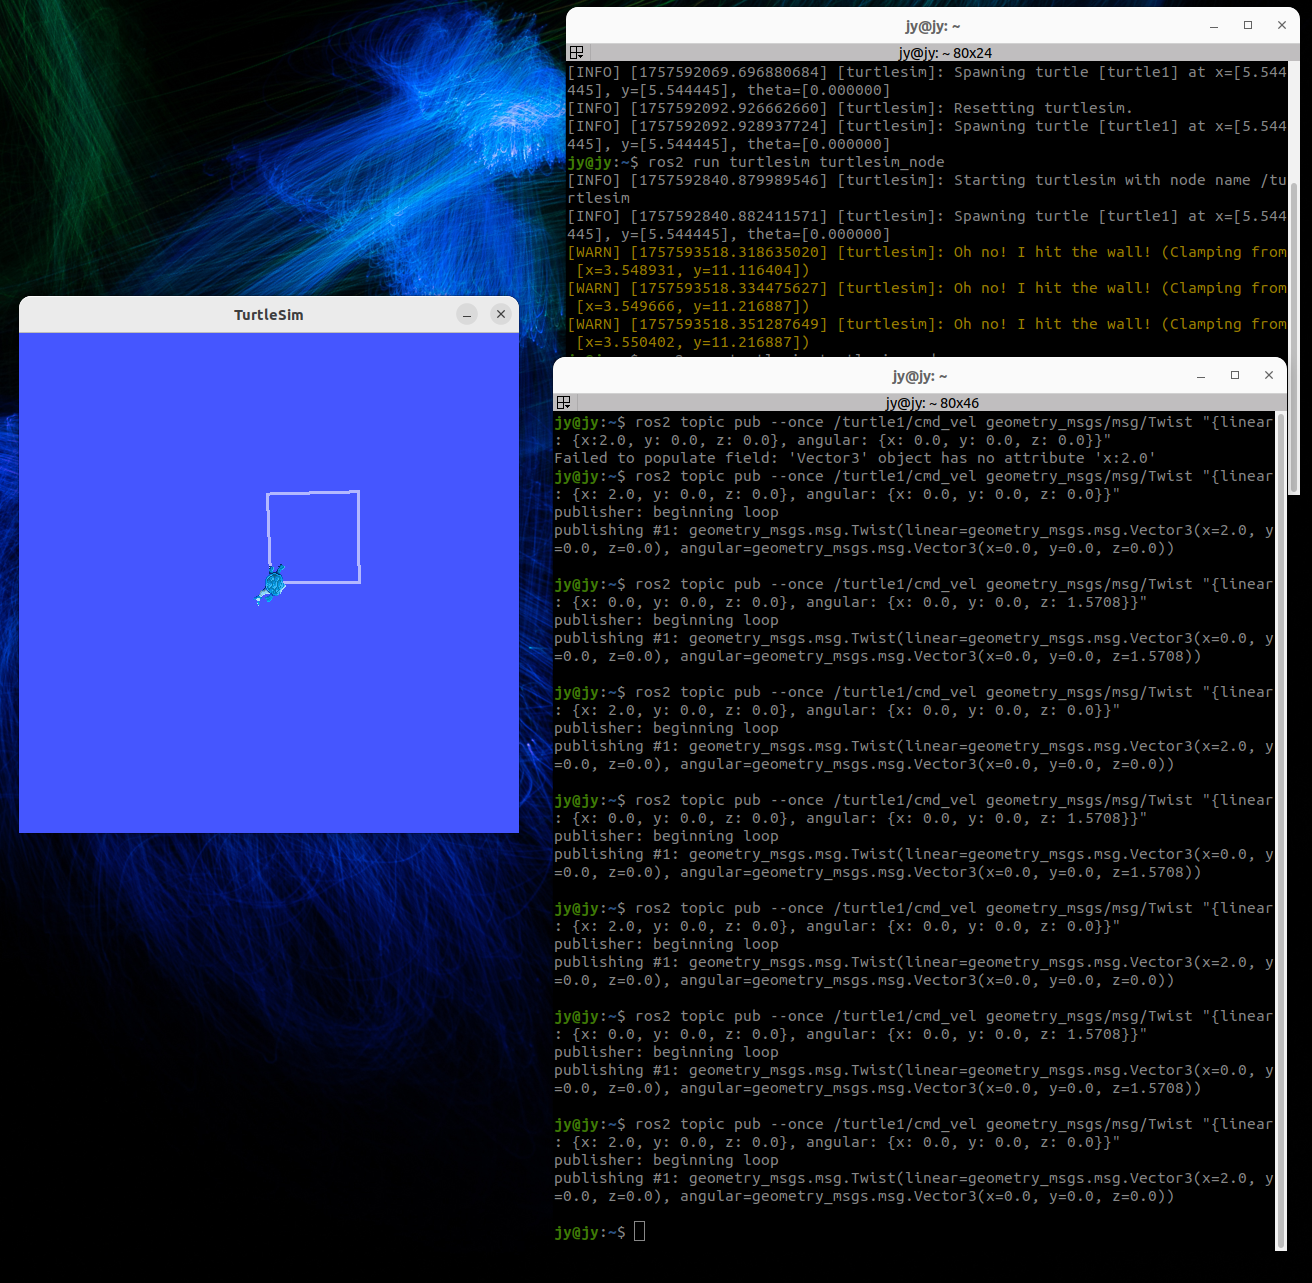 jy@jy: ~
jy@jy: ~ 80x24
[INFO] [1757592069.696880684] [turtlesim]: Spawning turtle [turtle1] at x=[5.544
445], y=[5.544445], theta=[0.000000]
[INFO] [1757592092.926662660] [turtlesim]: Resetting turtlesim.
[INFO] [1757592092.928937724] [turtlesim]: Spawning turtle [turtle1] at x=[5.544
445], y=[5.544445], theta=[0.000000]
jy@jy:~$ ros2 run turtlesim turtlesim_node
[INFO] [1757592840.879989546] [turtlesim]: Starting turtlesim with node name /tu
rtlesim
[INFO] [1757592840.882411571] [turtlesim]: Spawning turtle [turtle1] at x=[5.544
445], y=[5.544445], theta=[0.000000]
[WARN] [1757593518.318635020] [turtlesim]: Oh no! I hit the wall! (Clamping from
 [x=3.548931, y=11.116404])
[WARN] [1757593518.334475627] [turtlesim]: Oh no! I hit the wall! (Clamping from
 [x=3.549666, y=11.216887])
[WARN] [1757593518.351287649] [turtlesim]: Oh no! I hit the wall! (Clamping from
 [x=3.550402, y=11.216887])
TurtleSim
jy@jy: ~
jy@jy: ~ 80x46
jy@jy:~$ ros2 topic pub --once /turtle1/cmd_vel geometry_msgs/msg/Twist "{linear
: {x:2.0, y: 0.0, z: 0.0}, angular: {x: 0.0, y: 0.0, z: 0.0}}"
Failed to populate field: 'Vector3' object has no attribute 'x:2.0'
jy@jy:~$ ros2 topic pub --once /turtle1/cmd_vel geometry_msgs/msg/Twist "{linear
: {x: 2.0, y: 0.0, z: 0.0}, angular: {x: 0.0, y: 0.0, z: 0.0}}"
publisher: beginning loop
publishing #1: geometry_msgs.msg.Twist(linear=geometry_msgs.msg.Vector3(x=2.0, y
=0.0, z=0.0), angular=geometry_msgs.msg.Vector3(x=0.0, y=0.0, z=0.0))
jy@jy:~$ ros2 topic pub --once /turtle1/cmd_vel geometry_msgs/msg/Twist "{linear
: {x: 0.0, y: 0.0, z: 0.0}, angular: {x: 0.0, y: 0.0, z: 1.5708}}"
publisher: beginning loop
publishing #1: geometry_msgs.msg.Twist(linear=geometry_msgs.msg.Vector3(x=0.0, y
=0.0, z=0.0), angular=geometry_msgs.msg.Vector3(x=0.0, y=0.0, z=1.5708))
jy@jy:~$ ros2 topic pub --once /turtle1/cmd_vel geometry_msgs/msg/Twist "{linear
: {x: 2.0, y: 0.0, z: 0.0}, angular: {x: 0.0, y: 0.0, z: 0.0}}"
publisher: beginning loop
publishing #1: geometry_msgs.msg.Twist(linear=geometry_msgs.msg.Vector3(x=2.0, y
=0.0, z=0.0), angular=geometry_msgs.msg.Vector3(x=0.0, y=0.0, z=0.0))
jy@jy:~$ ros2 topic pub --once /turtle1/cmd_vel geometry_msgs/msg/Twist "{linear
: {x: 0.0, y: 0.0, z: 0.0}, angular: {x: 0.0, y: 0.0, z: 1.5708}}"
publisher: beginning loop
publishing #1: geometry_msgs.msg.Twist(linear=geometry_msgs.msg.Vector3(x=0.0, y
=0.0, z=0.0), angular=geometry_msgs.msg.Vector3(x=0.0, y=0.0, z=1.5708))
jy@jy:~$ ros2 topic pub --once /turtle1/cmd_vel geometry_msgs/msg/Twist "{linear
: {x: 2.0, y: 0.0, z: 0.0}, angular: {x: 0.0, y: 0.0, z: 0.0}}"
publisher: beginning loop
publishing #1: geometry_msgs.msg.Twist(linear=geometry_msgs.msg.Vector3(x=2.0, y
=0.0, z=0.0), angular=geometry_msgs.msg.Vector3(x=0.0, y=0.0, z=0.0))
jy@jy:~$ ros2 topic pub --once /turtle1/cmd_vel geometry_msgs/msg/Twist "{linear
: {x: 0.0, y: 0.0, z: 0.0}, angular: {x: 0.0, y: 0.0, z: 1.5708}}"
publisher: beginning loop
publishing #1: geometry_msgs.msg.Twist(linear=geometry_msgs.msg.Vector3(x=0.0, y
=0.0, z=0.0), angular=geometry_msgs.msg.Vector3(x=0.0, y=0.0, z=1.5708))
jy@jy:~$ ros2 topic pub --once /turtle1/cmd_vel geometry_msgs/msg/Twist "{linear
: {x: 2.0, y: 0.0, z: 0.0}, angular: {x: 0.0, y: 0.0, z: 0.0}}"
publisher: beginning loop
publishing #1: geometry_msgs.msg.Twist(linear=geometry_msgs.msg.Vector3(x=2.0, y
=0.0, z=0.0), angular=geometry_msgs.msg.Vector3(x=0.0, y=0.0, z=0.0))
jy@jy:~$